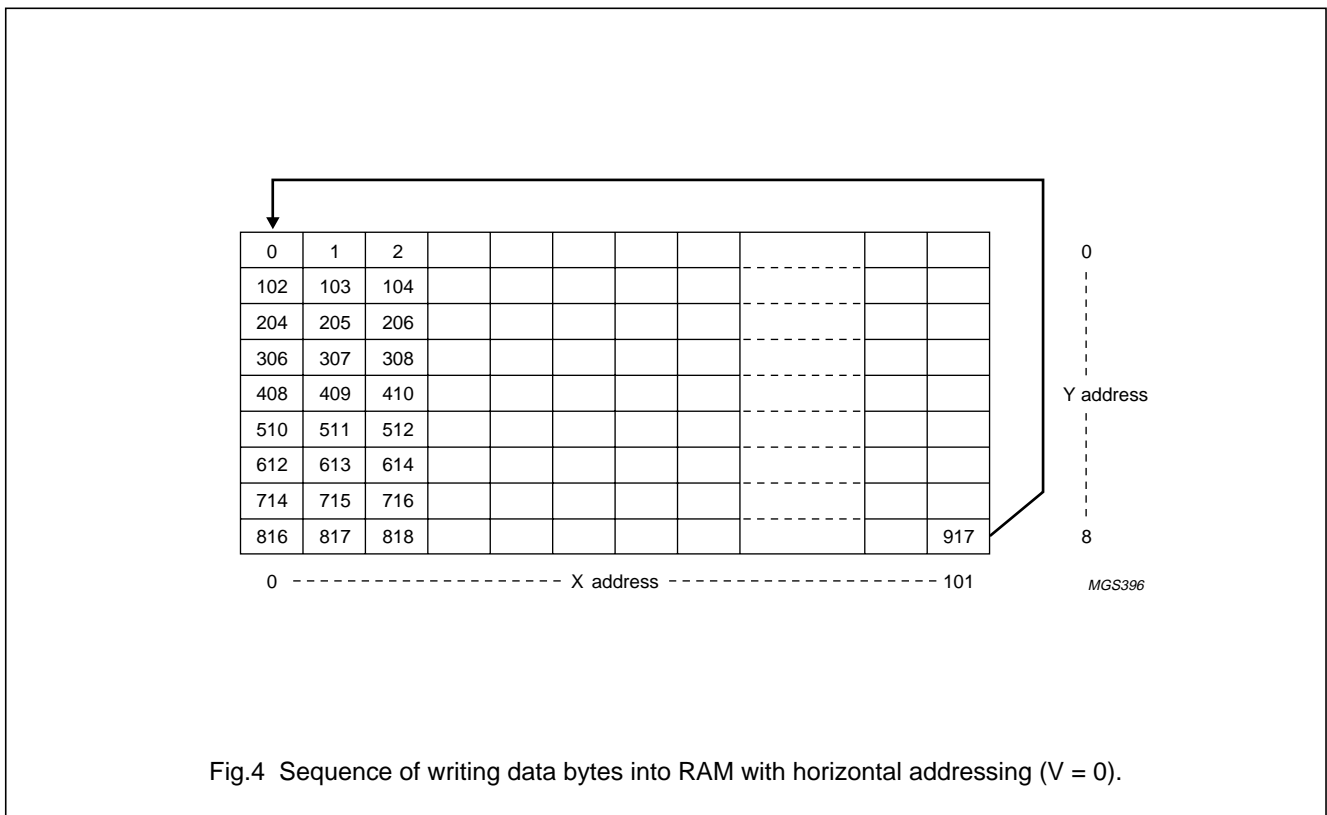 0 1 2 0
102 103 104
204 205 206
306 307 308
408 409 410 Y address
510 511 512
612 613 614
714 715 716
816 817 818 917 8
0 X address 101 MGS396
Fig.4 Sequence of writing data bytes into RAM with horizontal addressing (V = 0).